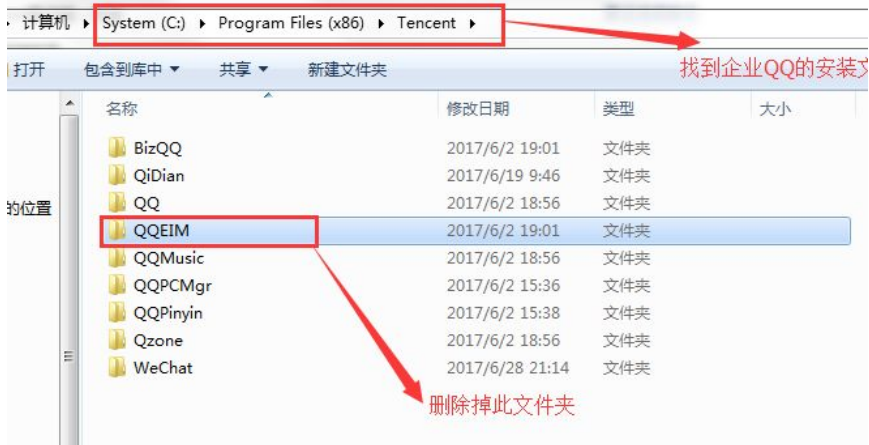 计算机 ▸ System (C:) ▸ Program Files (x86) ▸ Tencent ▸
打开 包含到库中 ▼ 共享 ▼ 新建文件夹
找到企业QQ的安装文
名称 修改日期 类型 大小
BizQQ 2017/6/2 19:01 文件夹
QiDian 2017/6/19 9:46 文件夹
QQ 2017/6/2 18:56 文件夹
的位置
QQEIM 2017/6/2 19:01 文件夹
QQMusic 2017/6/2 18:56 文件夹
QQPCMgr 2017/6/2 15:36 文件夹
QQPinyin 2017/6/2 15:38 文件夹
Qzone 2017/6/2 18:56 文件夹
WeChat 2017/6/28 21:14 文件夹
删除掉此文件夹